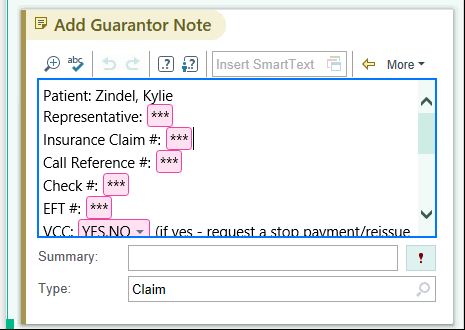 Add Guarantor Note
abc
Insert SmartText
More
Patient: Zindel, Kylie
Representative: ***
Insurance Claim #: ***
Call Reference #: ***
Check #: ***
EFT #: ***
VCC: YES,NO (if yes - request a stop payment/reissue
Summary: !
Type: Claim